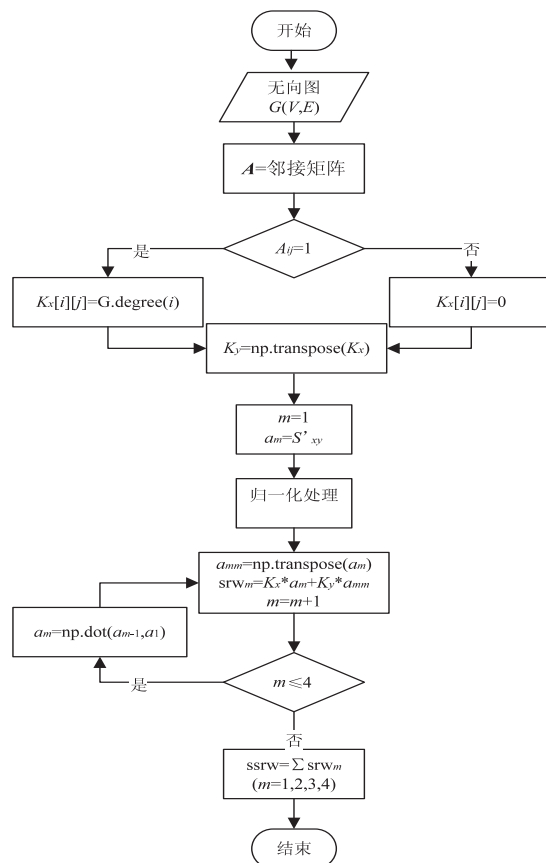 开始
无向图
G(V,E)
A=邻接矩阵
Aij=1
是
否
Kx[i][j]=G.degree(i)
Kx[i][j]=0
Ky=np.transpose(Kx)
m=1
am=S’xy
归一化处理
amm=np.transpose(am)
srwm=Kx*am+Ky*amm
m=m+1
am=np.dot(am-1,a1)
m≤4
是
否
ssrw=∑srwm
(m=1,2,3,4)
结束